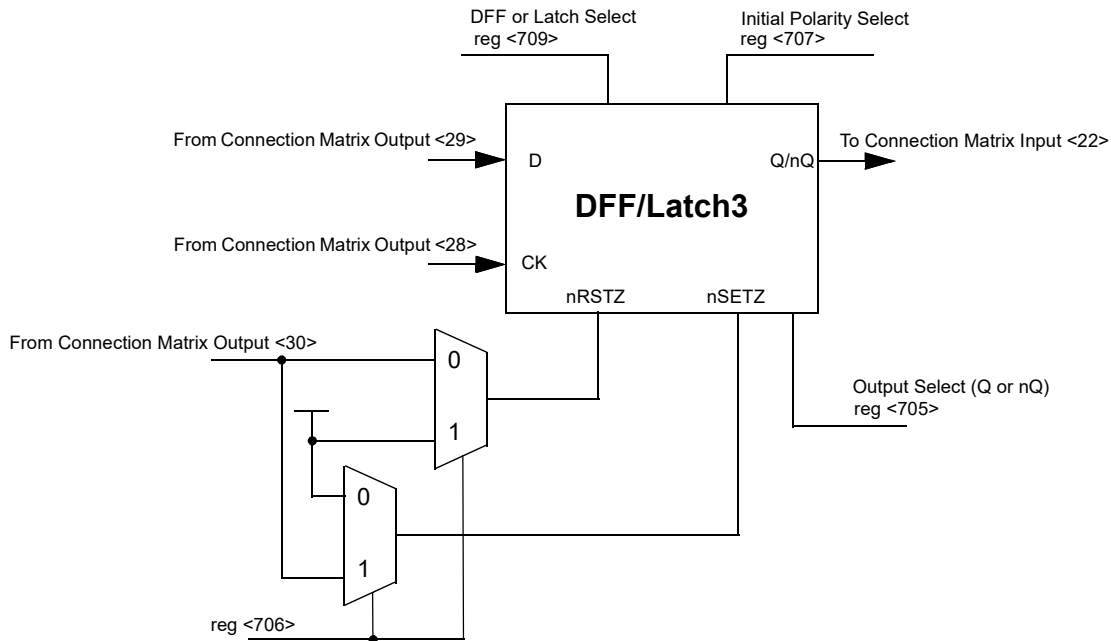 DFF or Latch Select
reg <709>
Initial Polarity Select
reg <707>
From Connection Matrix Output <29>
D
Q/nQ
To Connection Matrix Input <22>
DFF/Latch3
From Connection Matrix Output <28>
CK
nRSTZ
nSETZ
From Connection Matrix Output <30>
0
1
Output Select (Q or nQ)
reg <705>
0
1
reg <706>